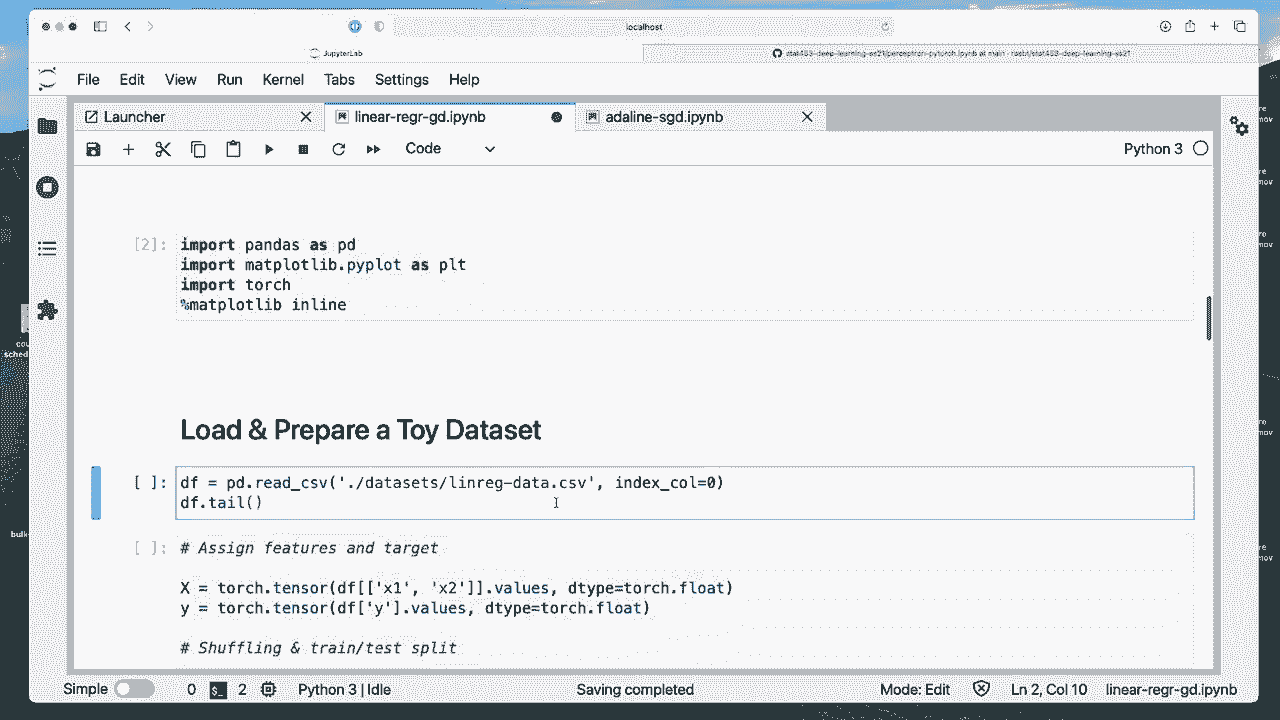 localhost
JupyterLab
stat453-deep-learning-ss21/perceptron-pytorch.ipynb at main · rasbt/stat453-deep-learning-ss21
File Edit View Run Kernel Tabs Settings Help
Launcher linear-regr-gd.ipynb adaline-sgd.ipynb
Code Python 3
[2]: import pandas as pd
import matplotlib.pyplot as plt
import torch
%matplotlib inline
Load & Prepare a Toy Dataset
[ ]: df = pd.read_csv('./datasets/linreg-data.csv', index_col=0)
df.tail()
[ ]: # Assign features and target
X = torch.tensor(df[['x1', 'x2']].values, dtype=torch.float)
y = torch.tensor(df['y'].values, dtype=torch.float)
# Shuffling & train/test split
Simple 0 2 Python 3 | Idle Saving completed Mode: Edit Ln 2, Col 10 linear-regr-gd.ipynb